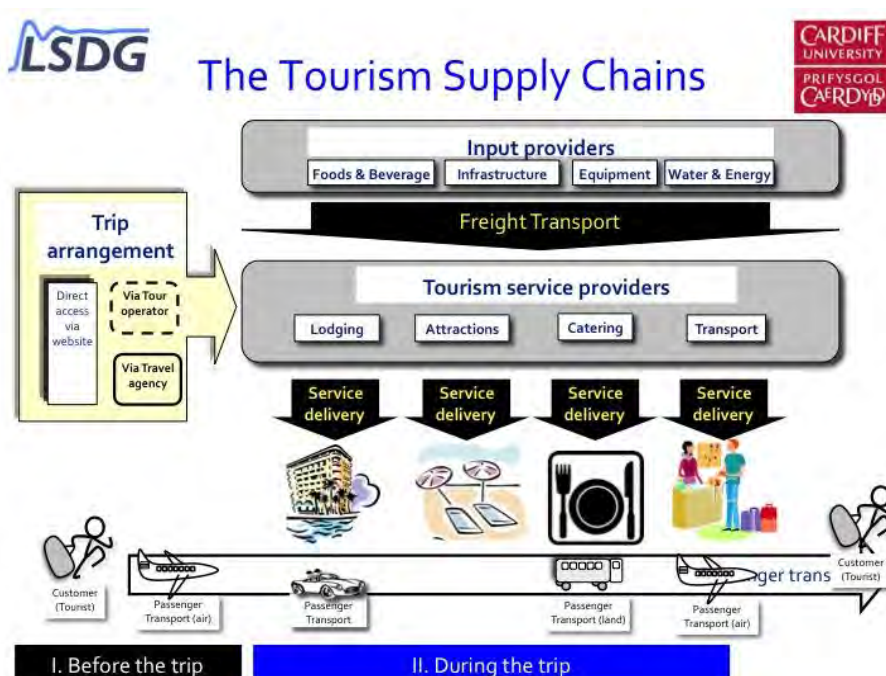 LSDG
The Tourism Supply Chains
CARDIFF
UNIVERSITY
PRIFYSGOL
CAERDYDD
Input providers
Foods & Beverage
Infrastructure
Equipment
Water & Energy
Freight Transport
Trip
arrangement
Direct
access
via
website
Via Tour
operator
Via Travel
agency
Tourism service providers
Lodging
Attractions
Catering
Transport
Service
delivery
Service
delivery
Service
delivery
Service
delivery
Customer
(Tourist)
Passenger
Transport (air)
Passenger
Transport
Passenger
Transport (land)
Passenger
Transport (air)
nger trans
Customer
(Tourist)
I. Before the trip
II. During the trip